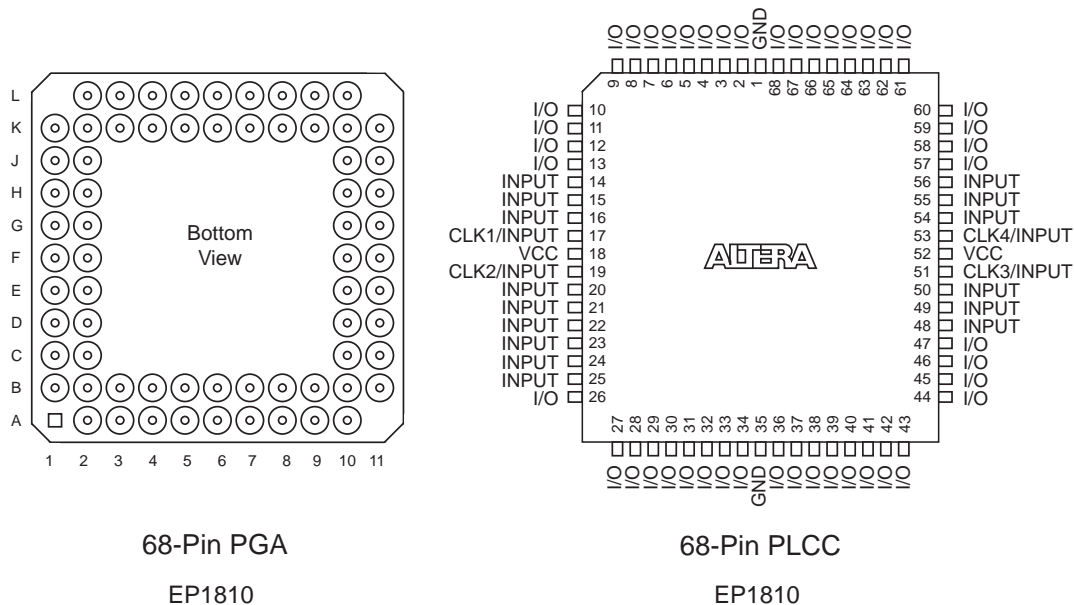 L
K
J
H
G
F
E
D
C
B
A
1 2 3 4 5 6 7 8 9 10 11
Bottom
View
68-Pin PGA
EP1810
I/O I/O I/O I/O I/O I/O I/O I/O GND I/O I/O I/O I/O I/O I/O I/O I/O
9 8 7 6 5 4 3 2 1 68 67 66 65 64 63 62 61
I/O 10 60 I/O
I/O 11 59 I/O
I/O 12 58 I/O
I/O 13 57 I/O
INPUT 14 56 INPUT
INPUT 15 55 INPUT
INPUT 16 54 INPUT
CLK1/INPUT 17 53 CLK4/INPUT
VCC 18 52 VCC
CLK2/INPUT 19 51 CLK3/INPUT
INPUT 20 50 INPUT
INPUT 21 49 INPUT
INPUT 22 48 INPUT
INPUT 23 47 I/O
INPUT 24 46 I/O
INPUT 25 45 I/O
I/O 26 44 I/O
ALTERA
27 28 29 30 31 32 33 34 35 36 37 38 39 40 41 42 43
I/O I/O I/O I/O I/O I/O I/O I/O GND I/O I/O I/O I/O I/O I/O I/O I/O
68-Pin PLCC
EP1810